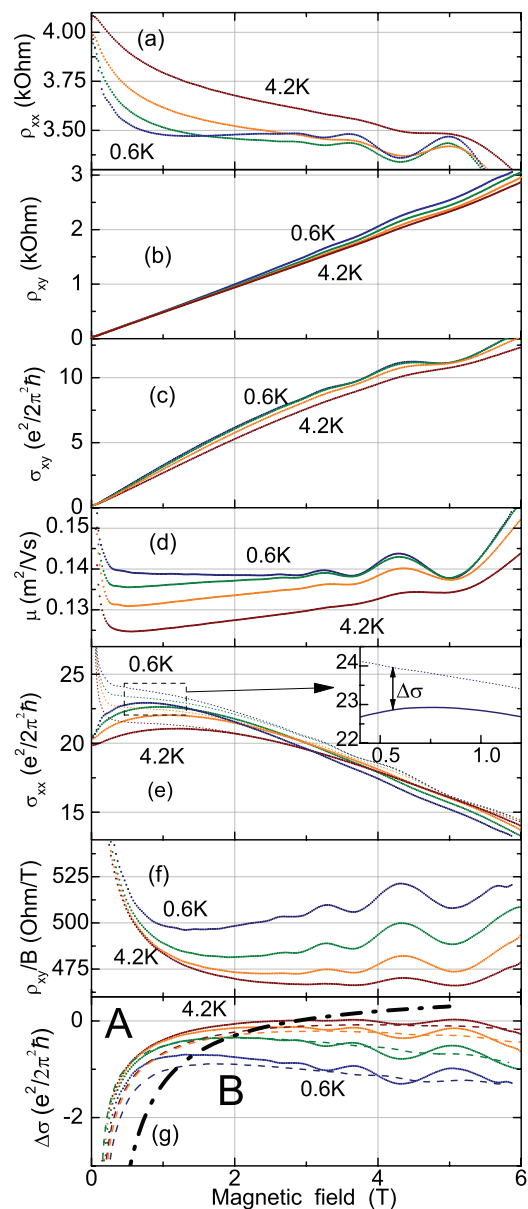 4.00
3.75
3.50
ρxx (kOhm)
(a)
4.2K
0.6K
3
2
1
0
ρxy (kOhm)
(b)
0.6K
4.2K
10
5
0
σxy (e²/2π²ħ)
(c)
0.6K
4.2K
0.15
0.14
0.13
μ (m²/Vs)
(d)
0.6K
4.2K
25
20
15
σxx (e²/2π²ħ)
0.6K
4.2K
(e)
24
23
22
0.4
1.0
Δσ
525
500
475
ρxy/B (Ohm/T)
(f)
0.6K
4.2K
0
-2
Δσ (e²/2π²ħ)
A
4.2K
B
0.6K
(g)
0 2 4 6
Magnetic field (T)